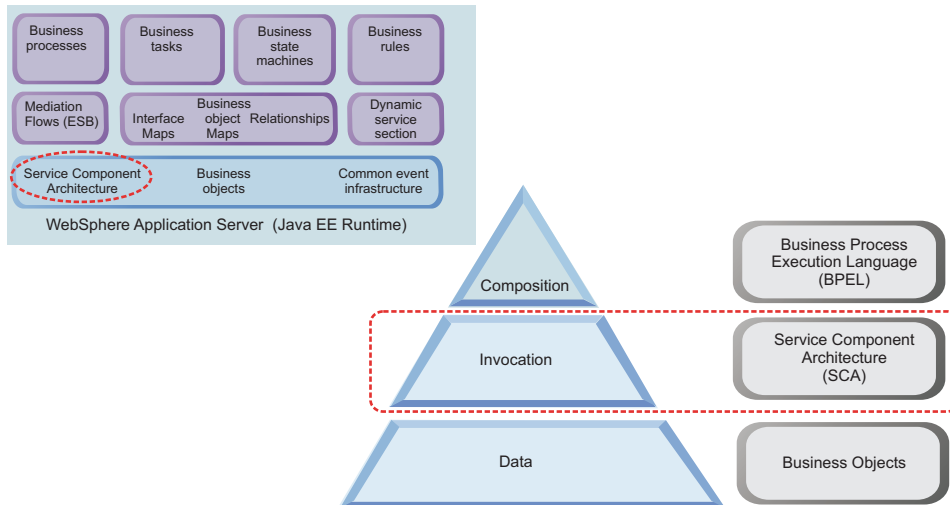 Business
processes
Business
tasks
Business
state
machines
Business
rules
Mediation
Flows (ESB)
Interface
Maps
Business
object
Maps
Relationships
Dynamic
service
section
Service Component
Architecture
Business
objects
Common event
infrastructure
WebSphere Application Server (Java EE Runtime)
Composition
Business Process
Execution Language
(BPEL)
Invocation
Service Component
Architecture
(SCA)
Data
Business Objects